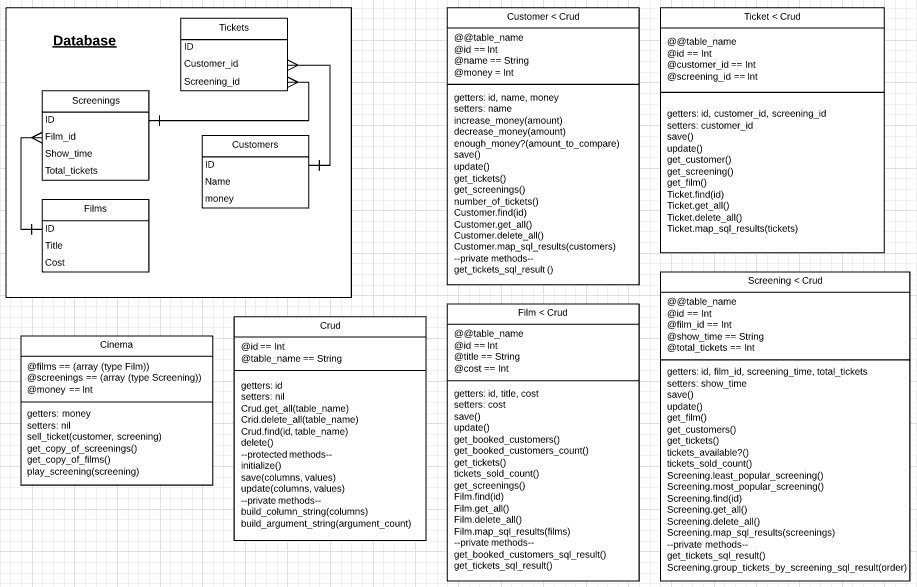 Database
Tickets
ID
Customer_id
Screening_id
Screenings
ID
Film_id
Show_time
Total_tickets
Customers
ID
Name
money
Films
ID
Title
Cost
Cinema
@films == (array (type Film))
@screenings == (array (type Screening))
@money == Int
getters: money
setters: nil
sell_ticket(customer, screening)
get_copy_of_screenings()
get_copy_of_films()
play_screening(screening)
Crud
@id == Int
@table_name == String
getters: id
setters: nil
Crud.get_all(table_name)
Crid.delete_all(table_name)
Crud.find(id, table_name)
delete()
--protected methods--
initialize()
save(columns, values)
update(columns, values)
--private methods--
build_column_string(columns)
build_argument_string(argument_count)
Customer < Crud
@@table_name
@id == Int
@name == String
@money = Int
getters: id, name, money
setters: name
increase_money(amount)
decrease_money(amount)
enough_money?(amount_to_compare)
save()
update()
get_tickets()
get_screenings()
number_of_tickets()
Customer.find(id)
Customer.get_all()
Customer.delete_all()
Customer.map_sql_results(customers)
--private methods--
get_tickets_sql_result ()
Film < Crud
@@table_name
@id == Int
@title == String
@cost == Int
getters: id, title, cost
setters: cost
save()
update()
get_booked_customers()
get_booked_customers_count()
get_tickets()
tickets_sold_count()
get_screenings()
Film.find(id)
Film.get_all()
Film.delete_all()
Film.map_sql_results(films)
--private methods--
get_booked_customers_sql_result()
get_tickets_sql_result()
Ticket < Crud
@@table_name
@id == Int
@customer_id == Int
@screening_id == Int
getters: id, customer_id, screening_id
setters: customer_id
save()
update()
get_customer()
get_screening()
get_film()
Ticket.find(id)
Ticket.get_all()
Ticket.delete_all()
Ticket.map_sql_results(tickets)
Screening < Crud
@@table_name
@id == Int
@film_id == Int
@show_time == String
@total_tickets == Int
getters: id, film_id, screening_time, total_tickets
setters: show_time
save()
update()
get_film()
get_customers()
get_tickets()
tickets_available?()
tickets_sold_count()
Screening.least_popular_screening()
Screening.most_popular_screening()
Screening.find(id)
Screening.get_all()
Screening.delete_all()
Screening.map_sql_results(screenings)
--private methods--
get_tickets_sql_result()
Screening.group_tickets_by_screening_sql_result(order)